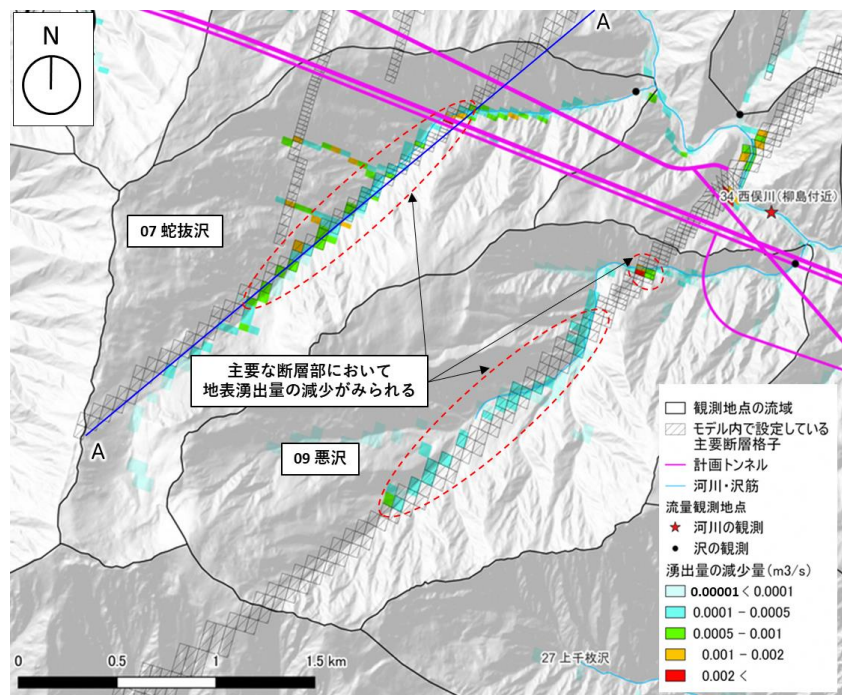 N
A
07 蛇抜沢
34 西俣川(柳島付近)
主要な断層部において
地表湧出量の減少がみられる
A
09 悪沢
27 上千枚沢
0 0.5 1 1.5 km
観測地点の流域
モデル内で設定している
主要断層格子
計画トンネル
河川・沢筋
流量観測地点
河川の観測
沢の観測
湧出量の減少量(m3/s)
0.00001 < 0.0001
0.0001 - 0.0005
0.0005 - 0.001
0.001 - 0.002
0.002 <